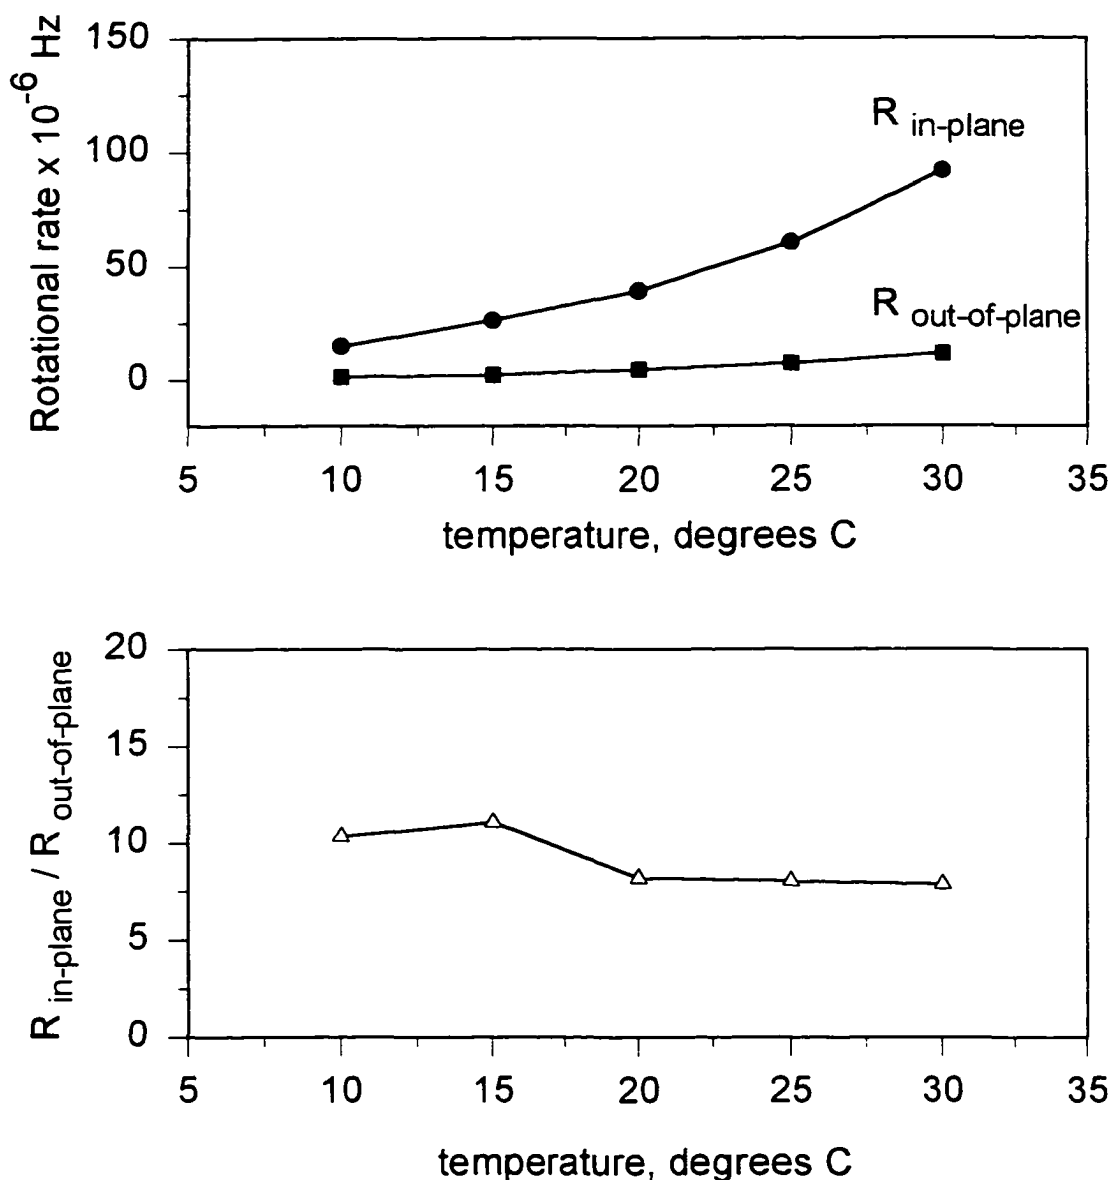 Rotational rate x 10^-6 Hz
150
100
50
0
R in-plane
R out-of-plane
5 10 15 20 25 30 35
temperature, degrees C
R in-plane / R out-of-plane
20
15
10
5
0
5 10 15 20 25 30 35
temperature, degrees C